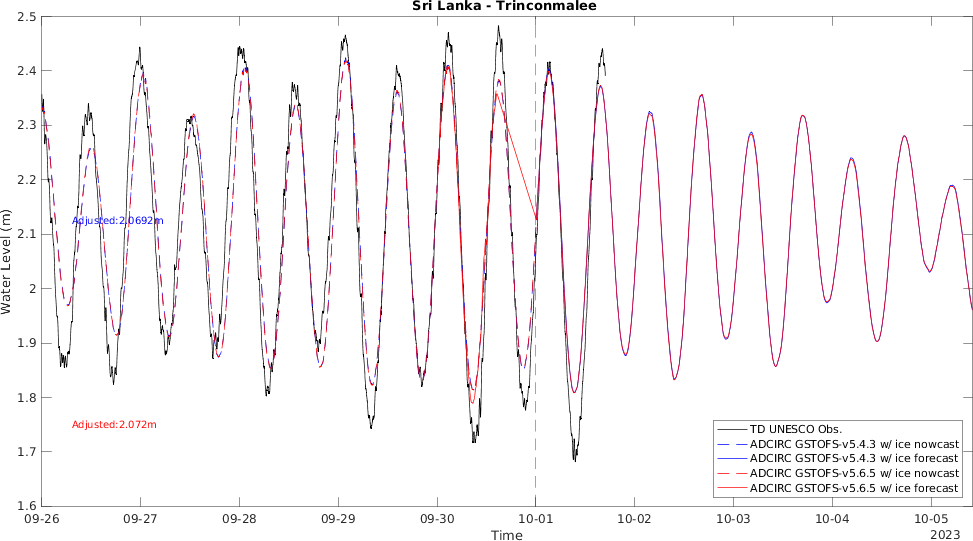 Sri Lanka - Trinconmalee
2.5
2.4
2.3
2.2
2.1
2
1.9
1.8
1.7
1.6
Water Level (m)
Adjusted:2.0692m
Adjusted:2.072m
TD UNESCO Obs.
ADCIRC GSTOFS-v5.4.3 w/ ice nowcast
ADCIRC GSTOFS-v5.4.3 w/ ice forecast
ADCIRC GSTOFS-v5.6.5 w/ ice nowcast
ADCIRC GSTOFS-v5.6.5 w/ ice forecast
09-26 09-27 09-28 09-29 09-30 10-01 10-02 10-03 10-04 10-05
Time
2023